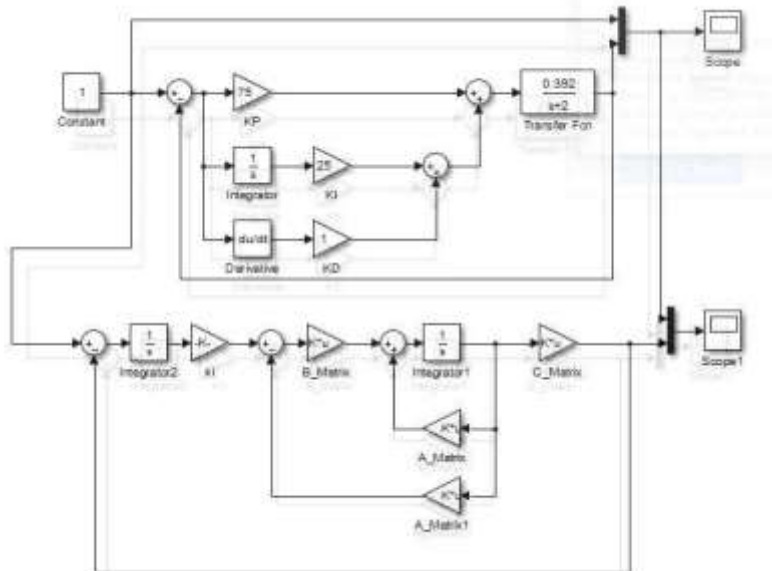 Scope
1
Constant
75
KP
0.392
s+2
Transfer Fcn
1
s
Integrator
25
KI
du/dt
Derivative
1
KD
1
s
Integrator2
-K-
kI
K*u
B_Matrix
1
s
Integrator1
K*u
C_Matrix
Scope1
K*u
A_Matrix
K*u
A_Matrix1